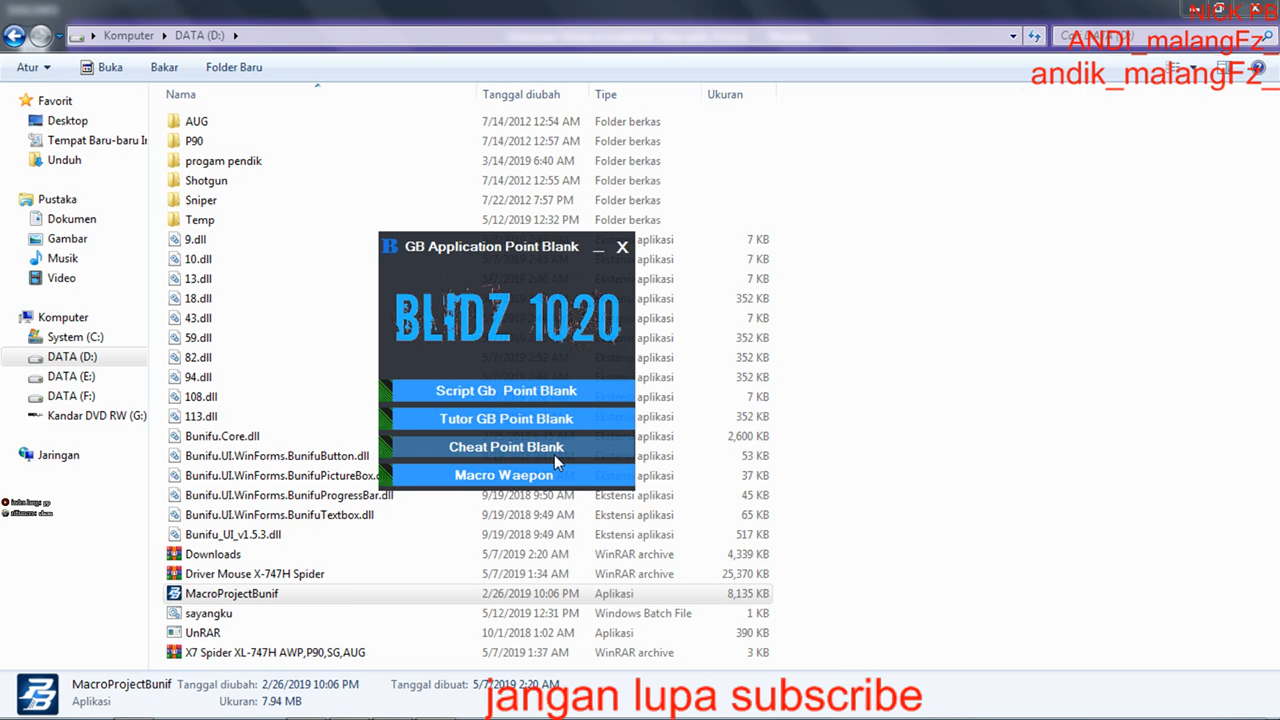 NICK PB
ANDI_malangFz_
andik_malangFz_
Komputer DATA (D:)
Atur Buka Bakar Folder Baru
Nama Tanggal diubah Tipe Ukuran
Favorit
Desktop
Tempat Baru-baru Ir
Unduh
Pustaka
Dokumen
Gambar
Musik
Video
Komputer
System (C:)
DATA (D:)
DATA (E:)
DATA (F:)
Kandar DVD RW (G:)
Jaringan
AUG 7/14/2012 12:54 AM Folder berkas
P90 7/14/2012 12:57 AM Folder berkas
progam pendik 3/14/2019 6:40 AM Folder berkas
Shotgun 7/14/2012 12:55 AM Folder berkas
Sniper 7/22/2012 7:57 PM Folder berkas
Temp 5/12/2019 12:32 PM Folder berkas
9.dll aplikasi 7 KB
10.dll aplikasi 7 KB
13.dll aplikasi 7 KB
18.dll aplikasi 352 KB
43.dll aplikasi 352 KB
59.dll aplikasi 352 KB
82.dll aplikasi 352 KB
94.dll aplikasi 352 KB
108.dll aplikasi 7 KB
113.dll aplikasi 352 KB
Bunifu.Core.dll aplikasi 2,600 KB
Bunifu.UI.WinForms.BunifuButton.dll aplikasi 53 KB
Bunifu.UI.WinForms.BunifuPictureBox. aplikasi 37 KB
Bunifu.UI.WinForms.BunifuProgressBar.dll 9/19/2018 9:50 AM Ekstensi aplikasi 45 KB
Bunifu.UI.WinForms.BunifuTextbox.dll 9/19/2018 9:49 AM Ekstensi aplikasi 65 KB
Bunifu_UI_v1.5.3.dll 9/19/2018 9:49 AM Ekstensi aplikasi 517 KB
Downloads 5/7/2019 2:20 AM WinRAR archive 4,339 KB
Driver Mouse X-747H Spider 5/7/2019 1:34 AM WinRAR archive 25,370 KB
MacroProjectBunif 2/26/2019 10:06 PM Aplikasi 8,135 KB
sayangku 5/12/2019 12:31 PM Windows Batch File 1 KB
UnRAR 10/1/2018 1:02 AM Aplikasi 390 KB
X7 Spider XL-747H AWP,P90,SG,AUG 5/7/2019 1:37 AM WinRAR archive 3 KB
B GB Application Point Blank _ X
BLIDZ 1020
Script Gb Point Blank
Tutor GB Point Blank
Cheat Point Blank
Macro Waepon
MacroProjectBunif Tanggal diubah: 2/26/2019 10:06 PM Tanggal dibuat: 5/7/2019 2:20 AM
Aplikasi Ukuran: 7.94 MB
jangan lupa subscribe